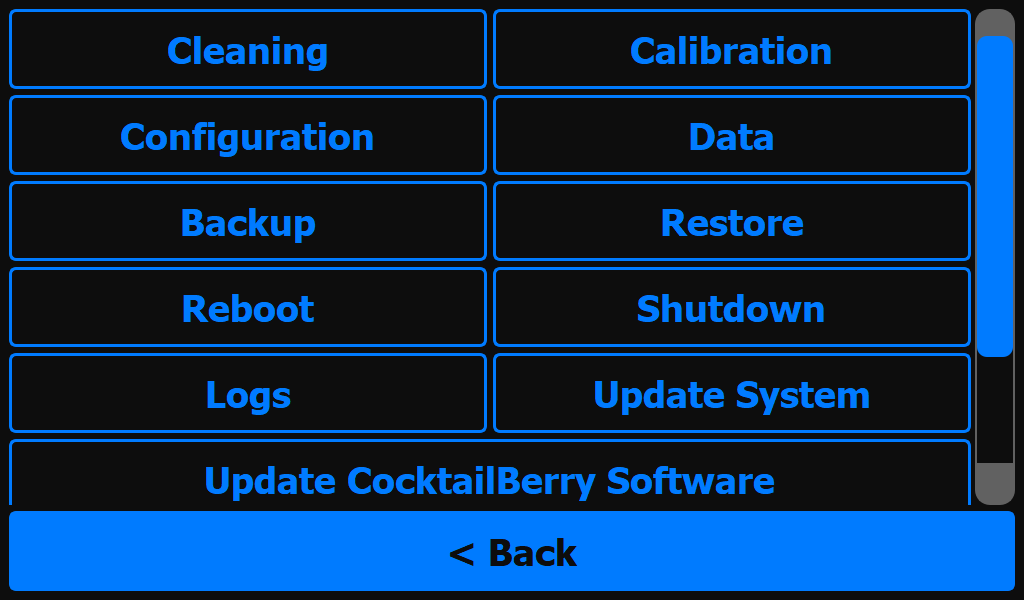 Cleaning
Calibration
Configuration
Data
Backup
Restore
Reboot
Shutdown
Logs
Update System
Update CocktailBerry Software
< Back